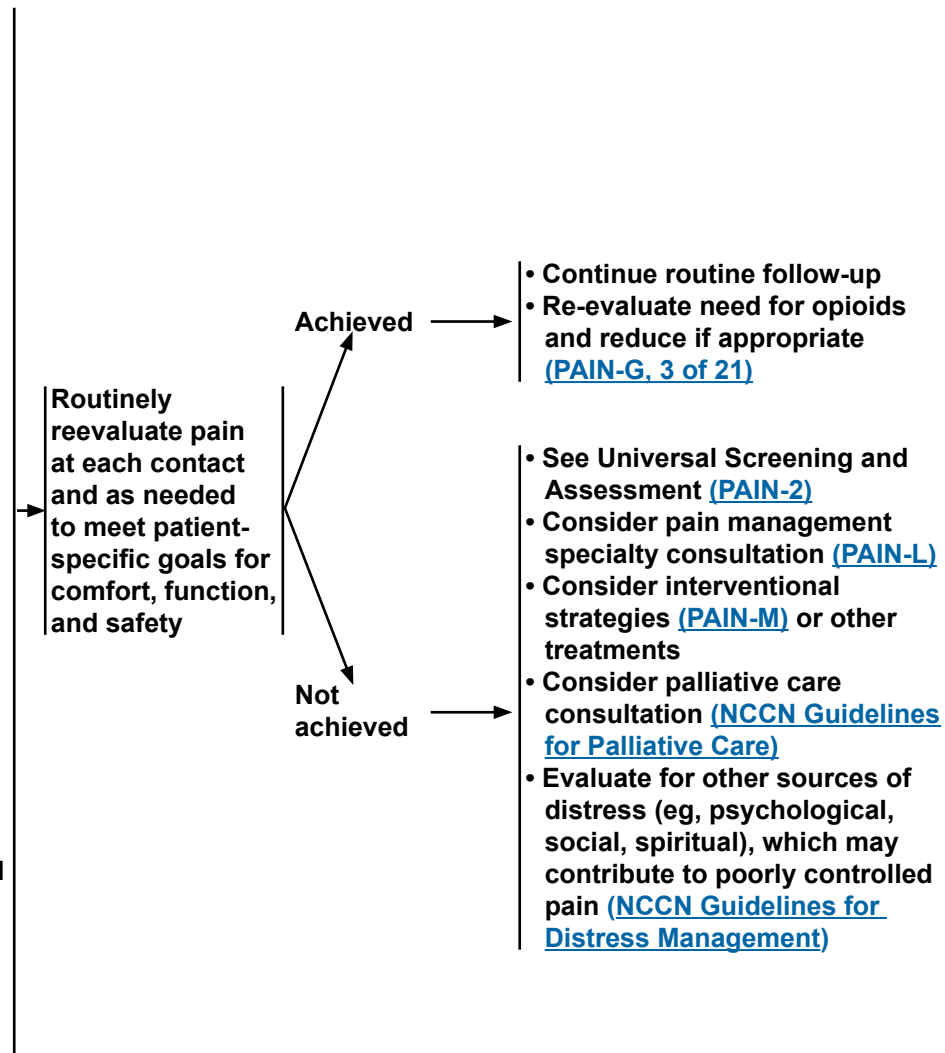 Routinely
reevaluate pain
at each contact
and as needed
to meet patient-
specific goals for
comfort, function,
and safety
Achieved
• Continue routine follow-up
• Re-evaluate need for opioids
and reduce if appropriate
(PAIN-G, 3 of 21)
Not
achieved
• See Universal Screening and
Assessment (PAIN-2)
• Consider pain management
specialty consultation (PAIN-L)
• Consider interventional
strategies (PAIN-M) or other
treatments
• Consider palliative care
consultation (NCCN Guidelines
for Palliative Care)
• Evaluate for other sources of
distress (eg, psychological,
social, spiritual), which may
contribute to poorly controlled
pain (NCCN Guidelines for
Distress Management)